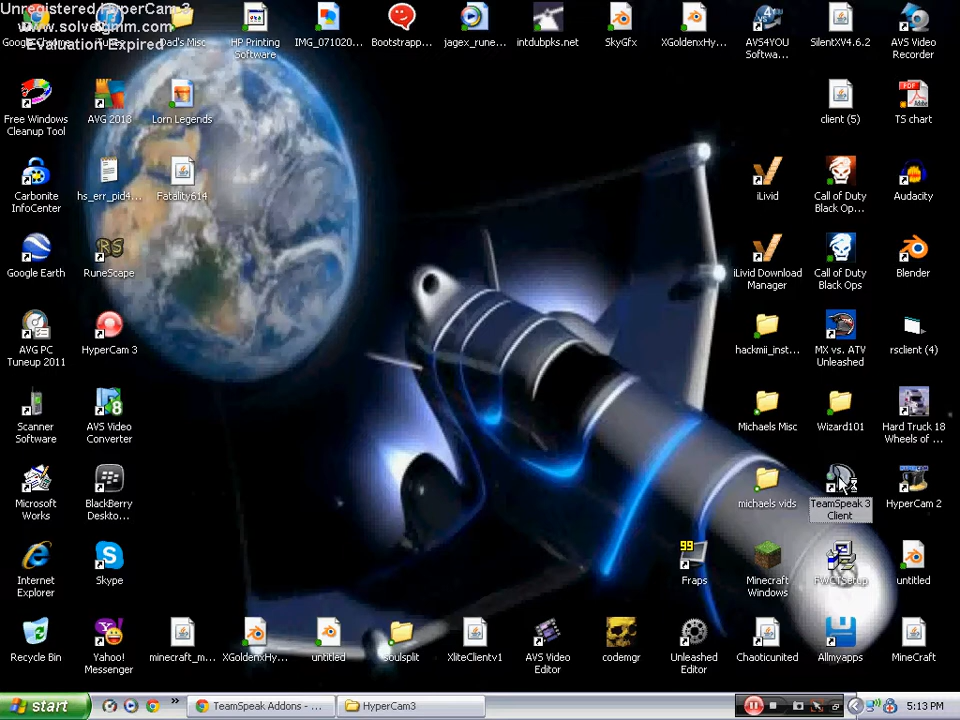 Unregistered HyperCam 3
www.solveigmm.com
Evaluation Expired
Dad's Misc
HP Printing
Software
IMG_071020...
Bootstrapp...
jagex_rune...
intdubpks.net
SkyGfx
XGoldenxHy...
AVS4YOU
Softwa...
SilentXV4.6.2
AVS Video
Recorder
Free Windows
Cleanup Tool
AVG 2013
Lorn Legends
client (5)
TS chart
Carbonite
InfoCenter
hs_err_pid4...
Fatality614
iLivid
Call of Duty
Black Op...
Audacity
Google Earth
RS
RuneScape
iLivid Download
Manager
Call of Duty
Black Ops
Blender
AVG PC
Tuneup 2011
HyperCam 3
hackmii_inst...
MX vs. ATV
Unleashed
rsclient (4)
Scanner
Software
AVS Video
Converter
Michaels Misc
Wizard101
Hard Truck 18
Wheels of ...
Microsoft
Works
BlackBerry
Deskto...
michaels vids
TeamSpeak 3
Client
HyperCam 2
Internet
Explorer
Skype
99
Fraps
Minecraft
Windows
FWCTSetup
untitled
Recycle Bin
Yahoo!
Messenger
minecraft_m...
XGoldenxHy...
untitled
soulsplit
XliteClientv1
AVS Video
Editor
codemgr
Unleashed
Editor
Chaoticunited
Allmyapps
MineCraft
start
TeamSpeak Addons - ...
HyperCam3
5:13 PM